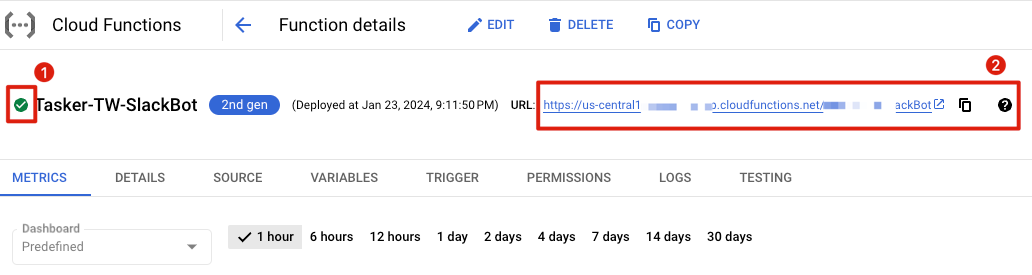 Cloud Functions Function details EDIT DELETE COPY
1 2
Tasker-TW-SlackBot 2nd gen (Deployed at Jan 23, 2024, 9:11:50 PM) URL: https://us-central1 .cloudfunctions.net/ ackBot
METRICS DETAILS SOURCE VARIABLES TRIGGER PERMISSIONS LOGS TESTING
Dashboard
Predefined 1 hour 6 hours 12 hours 1 day 2 days 4 days 7 days 14 days 30 days